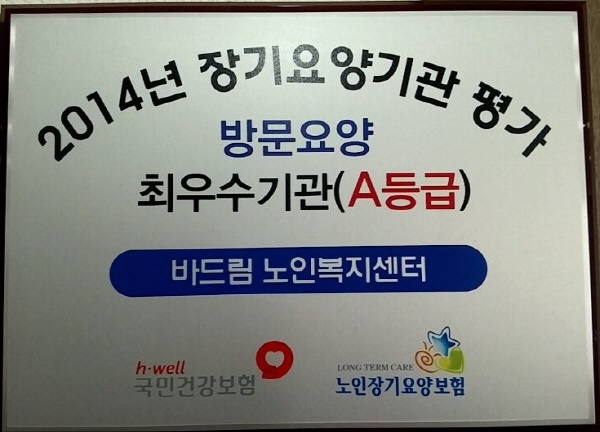 2014년 장기요양기관 평가
방문요양
최우수기관(A등급)
바드림 노인복지센터
h·well
국민건강보험
LONG TERM CARE
노인장기요양보험